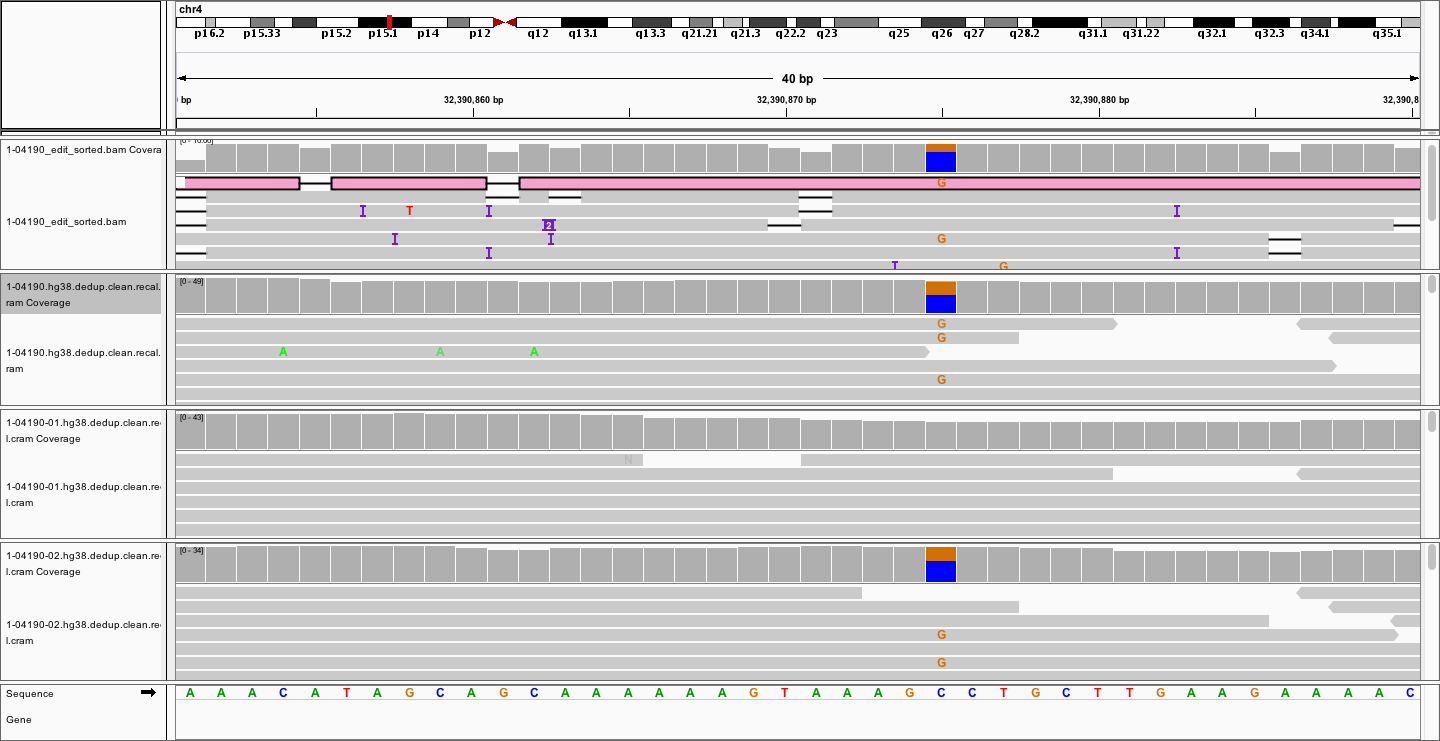 chr4
p16.2 p15.33 p15.2 p15.1 p14 p12 q12 q13.1 q13.3 q21.21 q21.3 q22.2 q23 q25 q26 q27 q28.2 q31.1 q31.22 q32.1 q32.3 q34.1 q35.1
40 bp
bp 32,390,860 bp 32,390,870 bp 32,390,880 bp 32,390,8
1-04190_edit_sorted.bam Covera
G
1-04190_edit_sorted.bam
T
2
G
G
[0 - 49]
1-04190.hg38.dedup.clean.recal.
ram Coverage
G
G
1-04190.hg38.dedup.clean.recal.
ram
A A A
G
[0 - 43]
1-04190-01.hg38.dedup.clean.re
l.cram Coverage
N
1-04190-01.hg38.dedup.clean.re
l.cram
[0 - 34]
1-04190-02.hg38.dedup.clean.re
l.cram Coverage
1-04190-02.hg38.dedup.clean.re
l.cram
G
G
Sequence A A A C A T A G C A G C A A A A A A G T A A A G C C T G C T T G A A G A A A A C
Gene